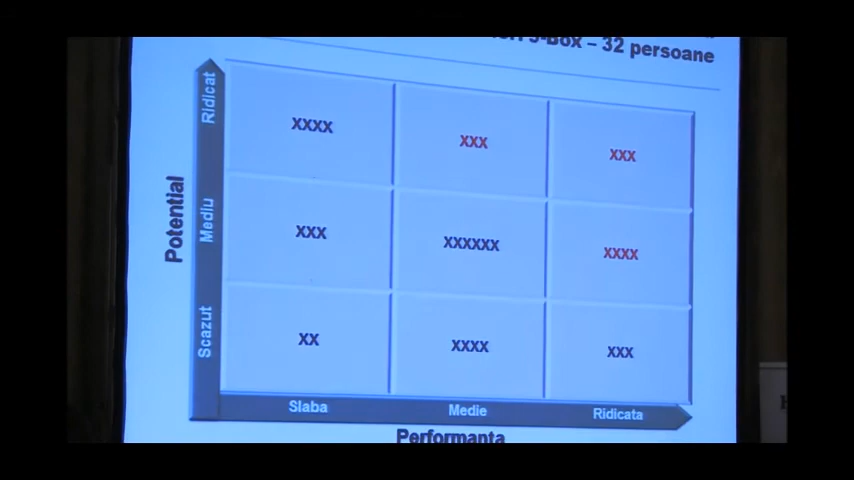 9-Box – 32 persoane
Ridicat
XXXX
XXX
XXX
Potential
Mediu
XXX
XXXXXX
XXXX
Scazut
XX
XXXX
XXX
Slaba
Medie
Ridicata
Performanta